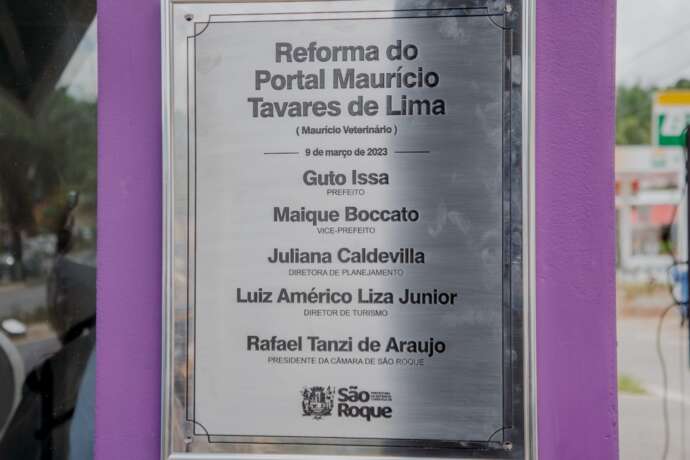 Reforma do
Portal Maurício
Tavares de Lima
( Maurício Veterinário )
9 de março de 2023
Guto Issa
PREFEITO
Maique Boccato
VICE-PREFEITO
Juliana Caldevilla
DIRETORA DE PLANEJAMENTO
Luiz Américo Liza Junior
DIRETOR DE TURISMO
Rafael Tanzi de Araujo
PRESIDENTE DA CÂMARA DE SÃO ROQUE
São
Roque